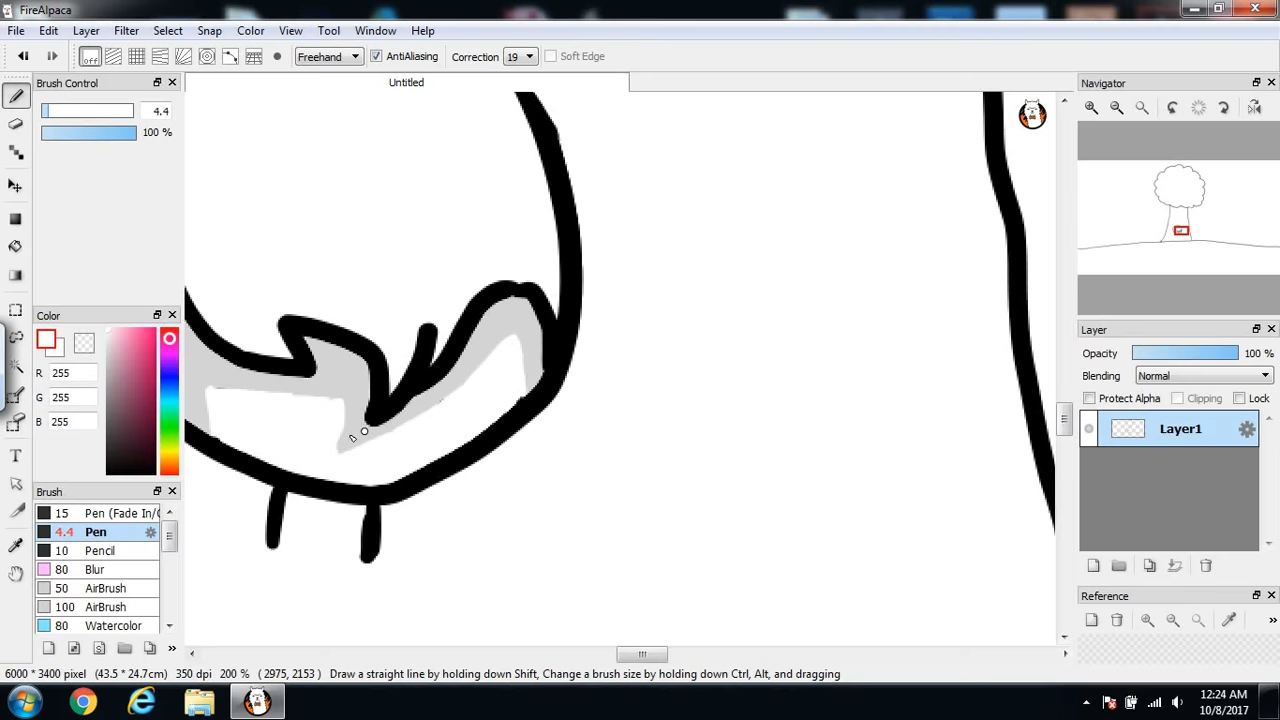 FireAlpaca
File Edit Layer Filter Select Snap Color View Tool Window Help
off Freehand AntiAliasing Correction 19 Soft Edge
Brush Control Untitled Navigator
4.4
100 %
Color
R 255
G 255
B 255
Layer
Opacity 100 %
Blending Normal
Protect Alpha Clipping Lock
Layer1
Brush
15 Pen (Fade In/O
4.4 Pen
10 Pencil
80 Blur
50 AirBrush
100 AirBrush
80 Watercolor
Reference
6000 * 3400 pixel (43.5 * 24.7cm) 350 dpi 200 % (2975, 2153) Draw a straight line by holding down Shift, Change a brush size by holding down Ctrl, Alt, and dragging
12:24 AM
10/8/2017